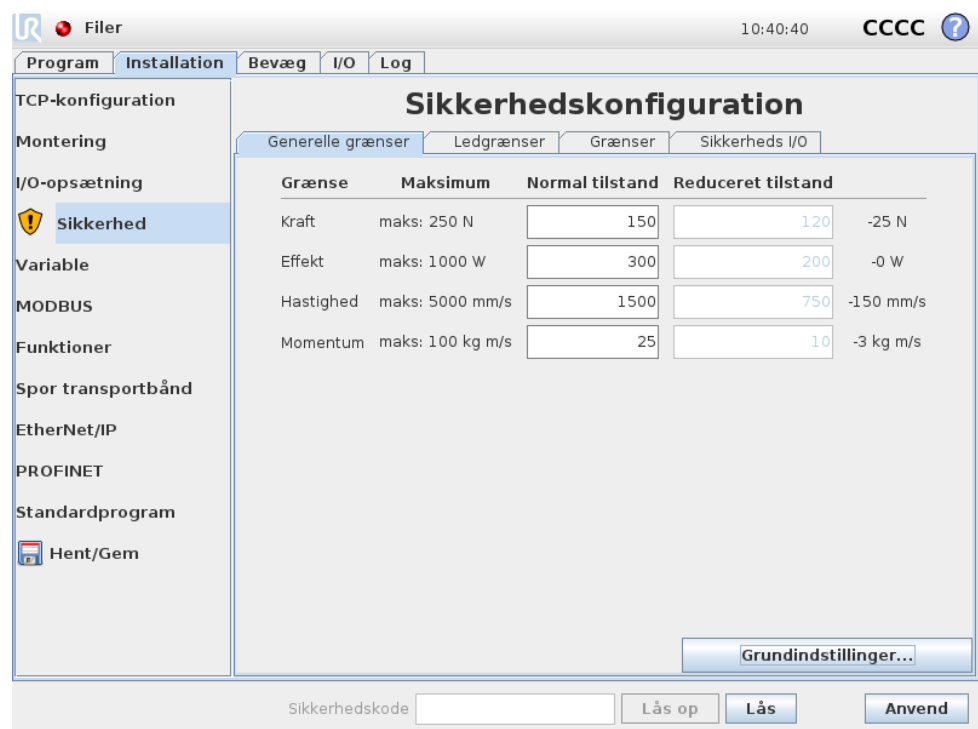 UR Filer 10:40:40 CCCC ?
Program Installation Bevæg I/O Log
TCP-konfiguration
Montering
I/O-opsætning
Sikkerhed
Variable
MODBUS
Funktioner
Spor transportbånd
EtherNet/IP
PROFINET
Standardprogram
Hent/Gem
Sikkerhedskonfiguration
Generelle grænser Ledgrænser Grænser Sikkerheds I/O
Grænse Maksimum Normal tilstand Reduceret tilstand
Kraft maks: 250 N 150 120 -25 N
Effekt maks: 1000 W 300 200 -0 W
Hastighed maks: 5000 mm/s 1500 750 -150 mm/s
Momentum maks: 100 kg m/s 25 10 -3 kg m/s
Grundindstillinger...
Sikkerhedskode Lås op Lås Anvend